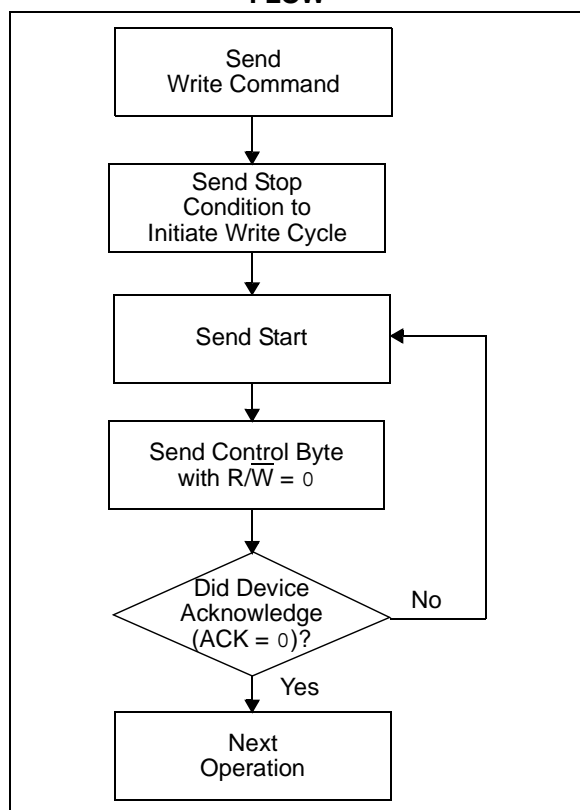 FLOW
Send
Write Command
Send Stop
Condition to
Initiate Write Cycle
Send Start
Send Control Byte
with R/W̅ = 0
Did Device
Acknowledge
(ACK = 0)?
No
Yes
Next
Operation